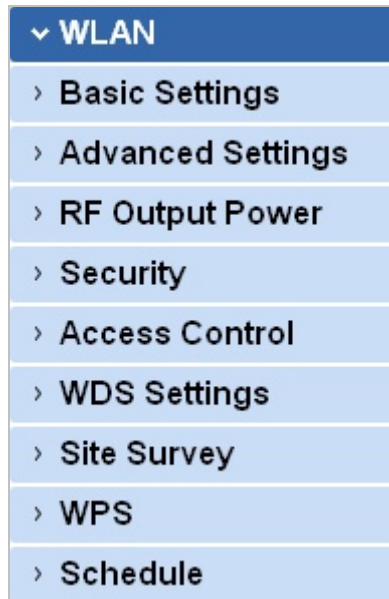 WLAN
Basic Settings
Advanced Settings
RF Output Power
Security
Access Control
WDS Settings
Site Survey
WPS
Schedule